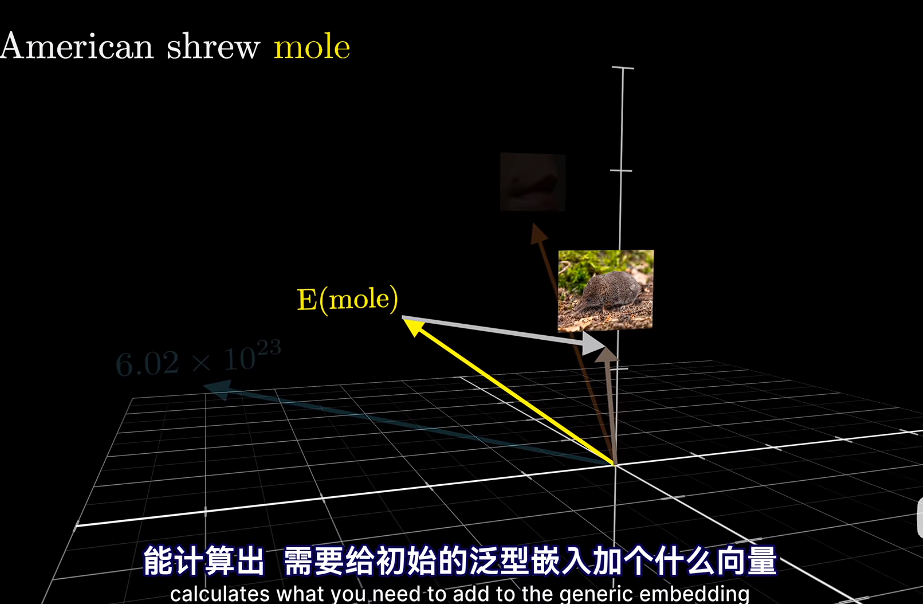 American shrew mole
E(mole)
6.02 × 10²³
能计算出 需要给初始的泛型嵌入加个什么向量
calculates what you need to add to the generic embedding